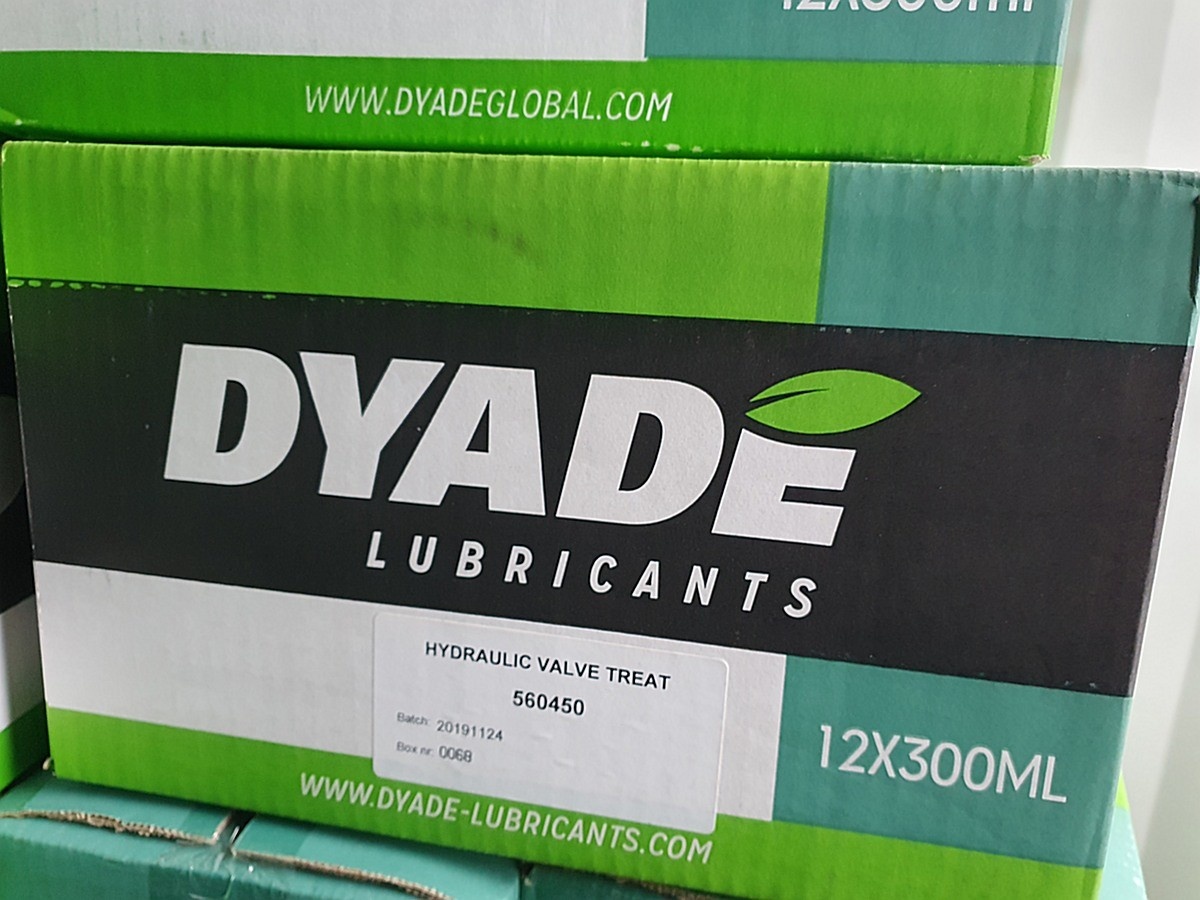 12X300ml
WWW.DYADEGLOBAL.COM
DYADE
LUBRICANTS
HYDRAULIC VALVE TREAT
560450
Batch: 20191124
Box nr: 0068
12X300ML
WWW.DYADE-LUBRICANTS.COM